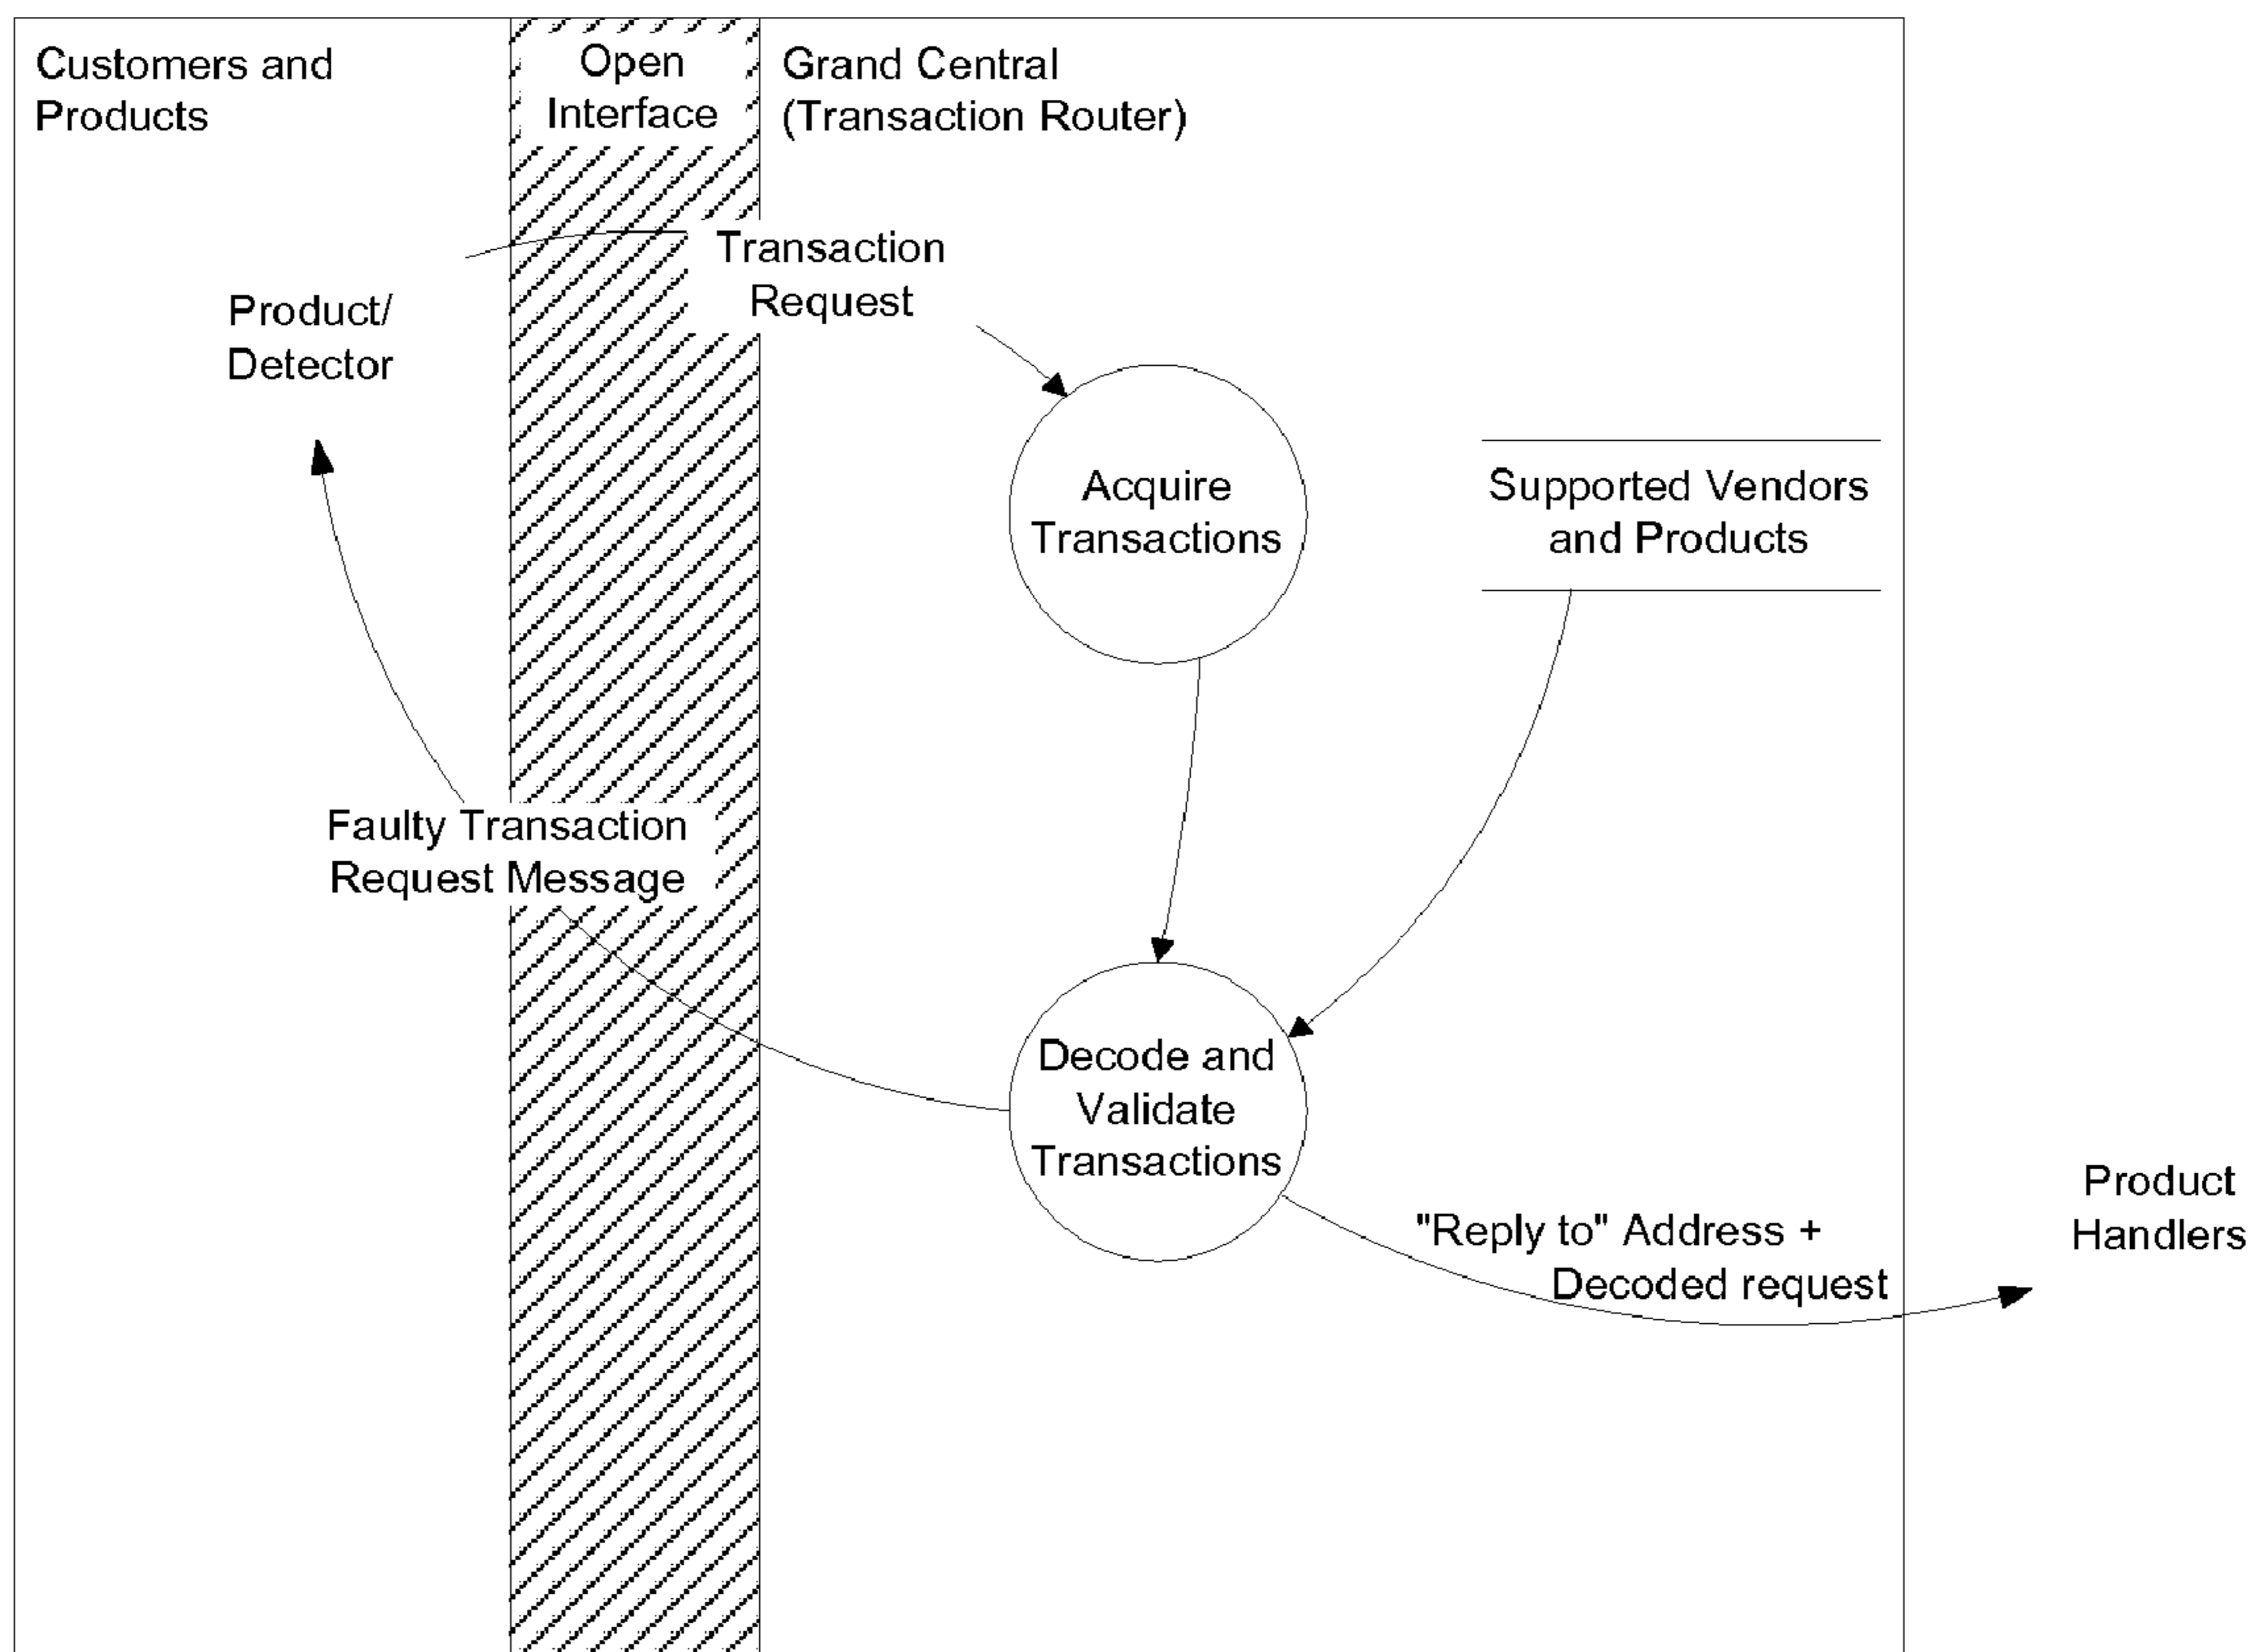 Customers and
Products
Open
Interface
Grand Central
(Transaction Router)
Transaction
Request
Product/
Detector
Acquire
Transactions
Supported Vendors
and Products
Faulty Transaction
Request Message
Decode and
Validate
Transactions
"Reply to" Address +
Decoded request
Product
Handlers